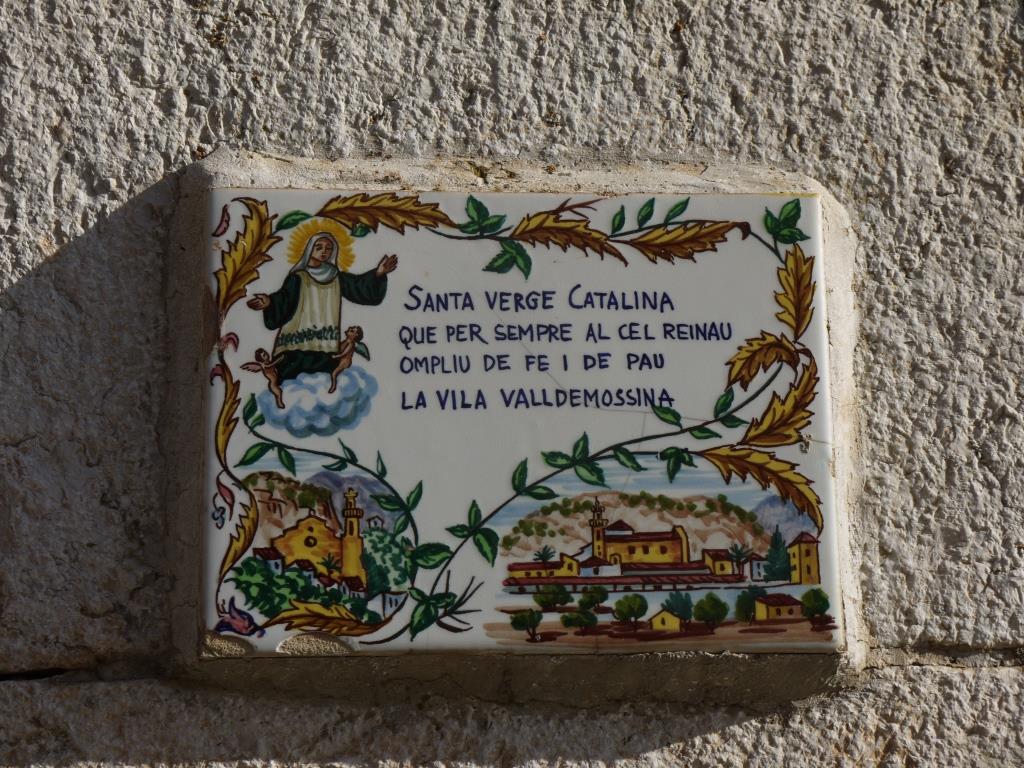 SANTA VERGE CATALINA
QUE PER SEMPRE AL CEL REINAU
OMPLIU DE FE I DE PAU
LA VILA VALLDEMOSSINA